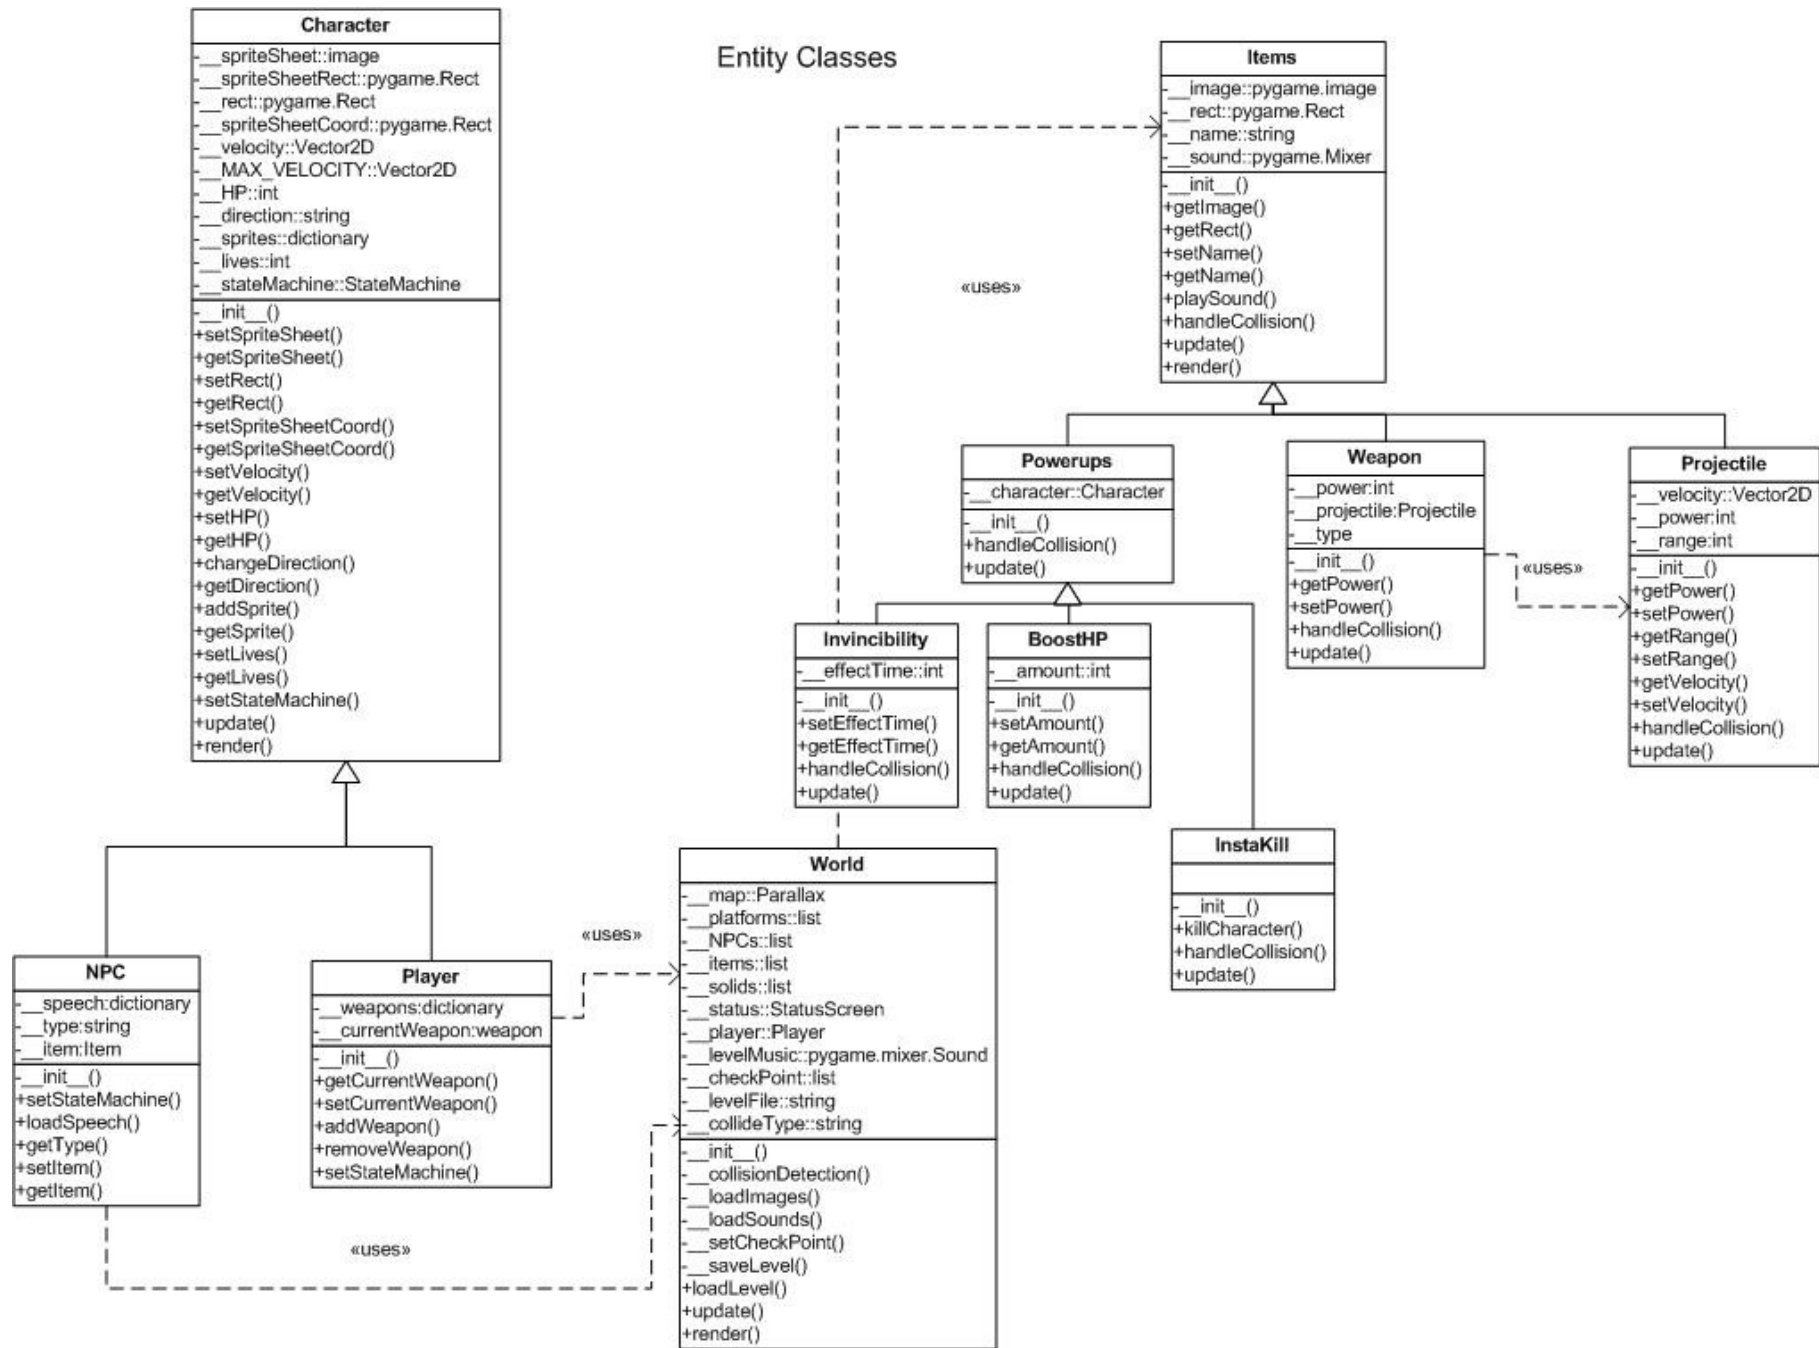 Character
-__spriteSheet::image
-__spriteSheetRect::pygame.Rect
-__rect::pygame.Rect
-__spriteSheetCoord::pygame.Rect
-__velocity::Vector2D
-__MAX_VELOCITY::Vector2D
-__HP::int
-__direction::string
-__sprites::dictionary
-__lives::int
-__stateMachine::StateMachine
-__init__()
+setSpriteSheet()
+getSpriteSheet()
+setRect()
+getRect()
+setSpriteSheetCoord()
+getSpriteSheetCoord()
+setVelocity()
+getVelocity()
+setHP()
+getHP()
+changeDirection()
+getDirection()
+addSprite()
+getSprite()
+setLives()
+getLives()
+setStateMachine()
+update()
+render()
Entity Classes
Items
-__image::pygame.image
-__rect::pygame.Rect
-__name::string
-__sound::pygame.Mixer
-__init__()
+getImage()
+getRect()
+setName()
+getName()
+playSound()
+handleCollision()
+update()
+render()
«uses»
Powerups
-__character::Character
-__init__()
+handleCollision()
+update()
Weapon
-__power:int
-__projectile:Projectile
-__type
-__init__()
+getPower()
+setPower()
+handleCollision()
+update()
«uses»
Projectile
-__velocity::Vector2D
-__power:int
-__range:int
-__init__()
+getPower()
+setPower()
+getRange()
+setRange()
+getVelocity()
+setVelocity()
+handleCollision()
+update()
Invincibility
-__effectTime::int
-__init__()
+setEffectTime()
+getEffectTime()
+handleCollision()
+update()
BoostHP
-__amount::int
-__init__()
+setAmount()
+getAmount()
+handleCollision()
+update()
InstaKill
-__init__()
+killCharacter()
+handleCollision()
+update()
NPC
-__speech:dictionary
-__type:string
-__item:Item
-__init__()
+setStateMachine()
+loadSpeech()
+getType()
+setItem()
+getItem()
Player
-__weapons:dictionary
-__currentWeapon:weapon
-__init__()
+getCurrentWeapon()
+setCurrentWeapon()
+addWeapon()
+removeWeapon()
+setStateMachine()
«uses»
«uses»
World
-__map::Parallax
-__platforms::list
-__NPCs::list
-__items::list
-__solids::list
-__status::StatusScreen
-__player::Player
-__levelMusic::pygame.mixer.Sound
-__checkPoint::list
-__levelFile::string
-__collideType::string
-__init__()
-__collisionDetection()
-__loadImages()
-__loadSounds()
-__setCheckPoint()
-__saveLevel()
+loadLevel()
+update()
+render()